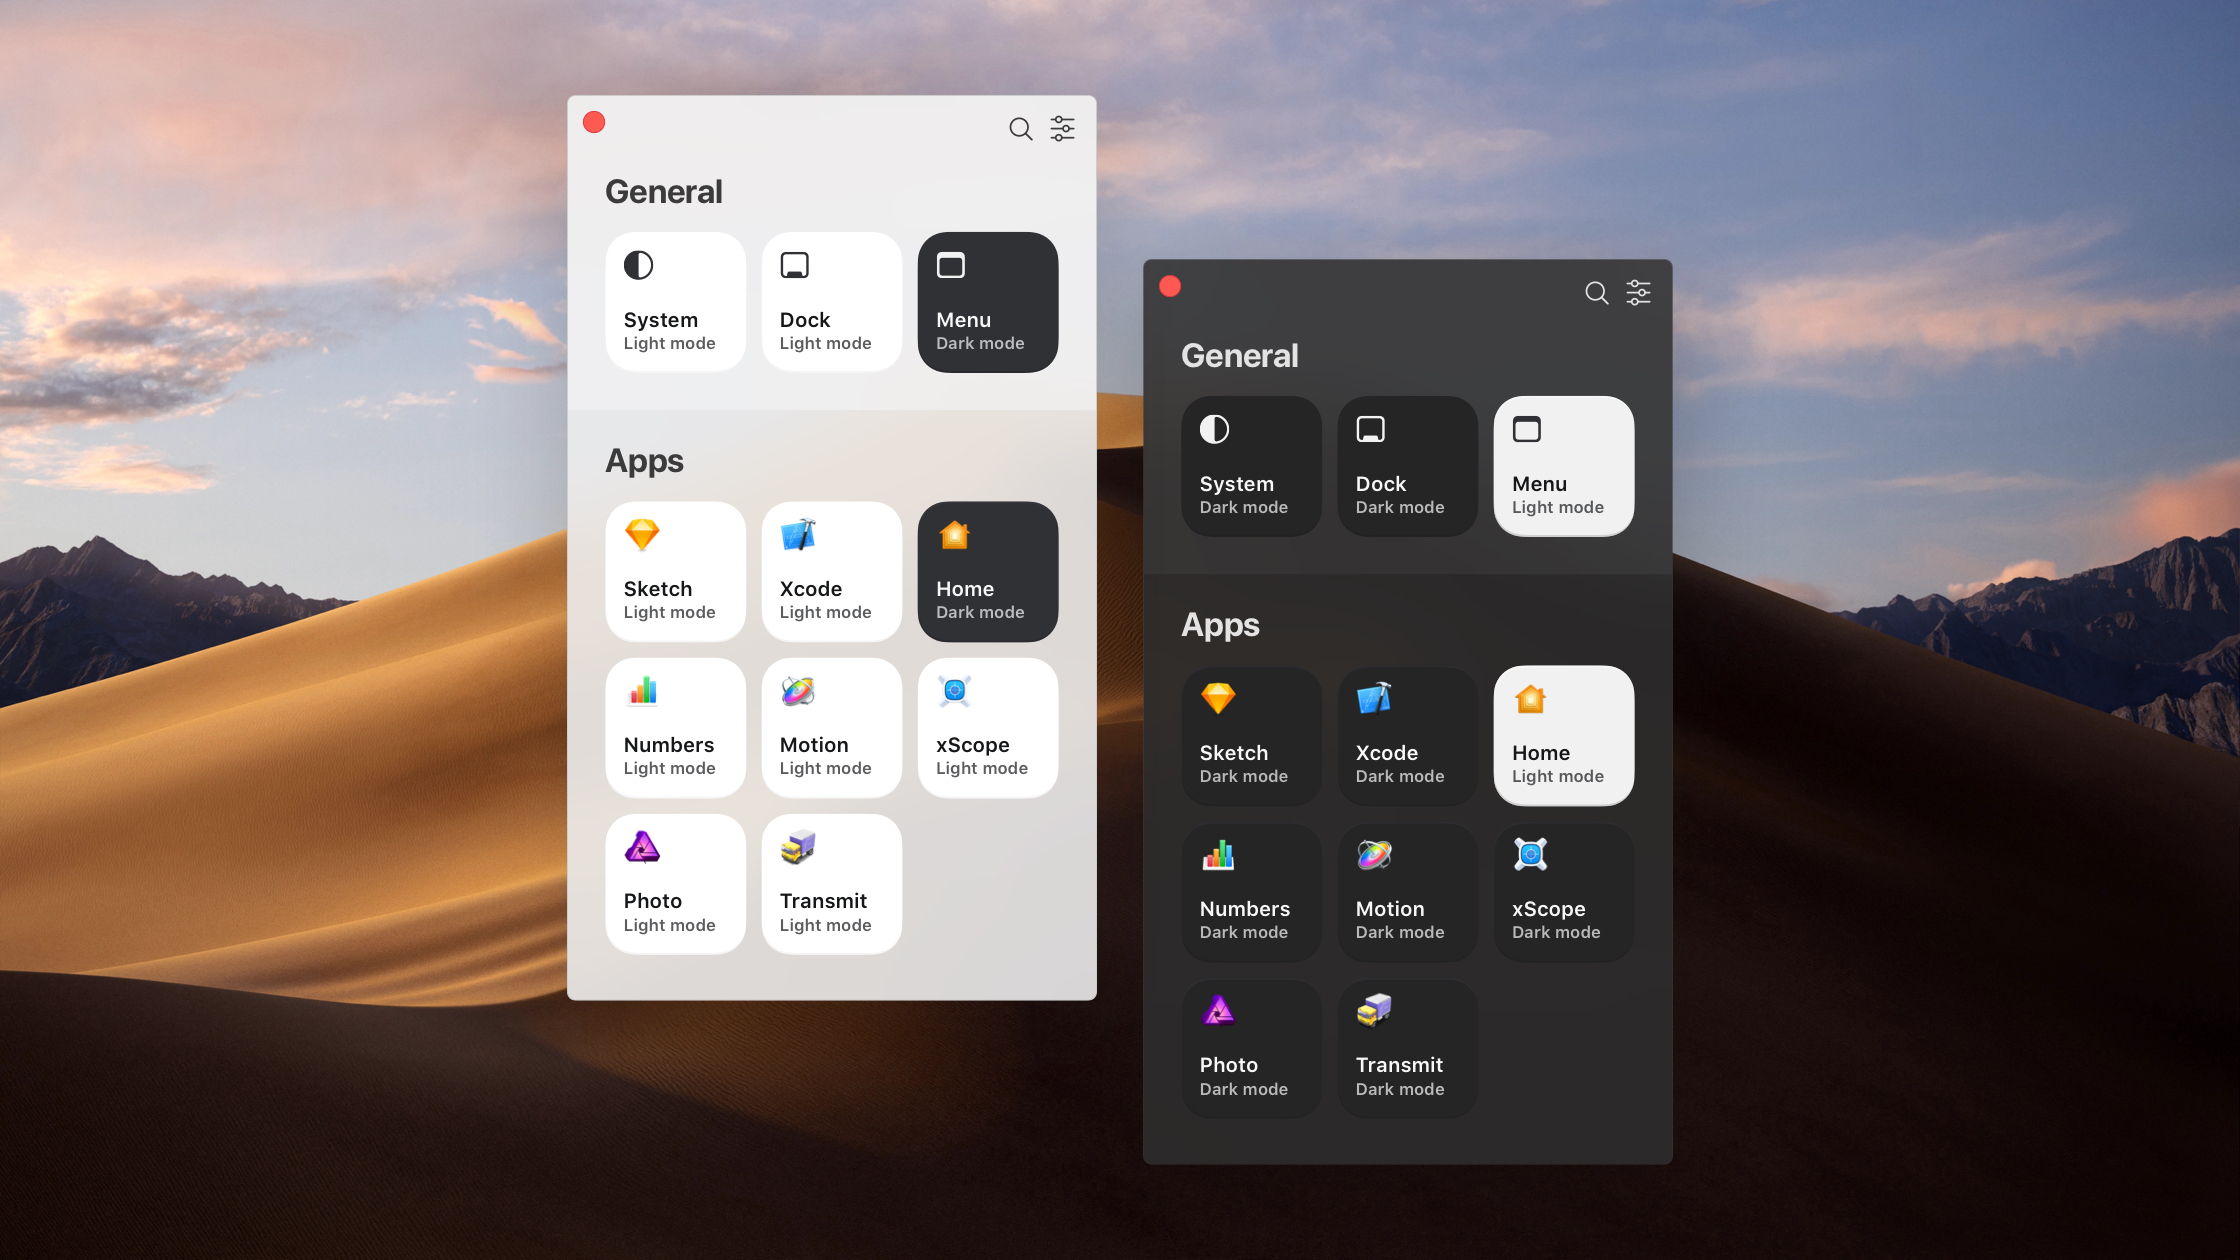 General
System
Light mode
Dock
Light mode
Menu
Dark mode
Apps
Sketch
Light mode
Xcode
Light mode
Home
Dark mode
Numbers
Light mode
Motion
Light mode
xScope
Light mode
Photo
Light mode
Transmit
Light mode
General
System
Dark mode
Dock
Dark mode
Menu
Light mode
Apps
Sketch
Dark mode
Xcode
Dark mode
Home
Light mode
Numbers
Dark mode
Motion
Dark mode
xScope
Dark mode
Photo
Dark mode
Transmit
Dark mode